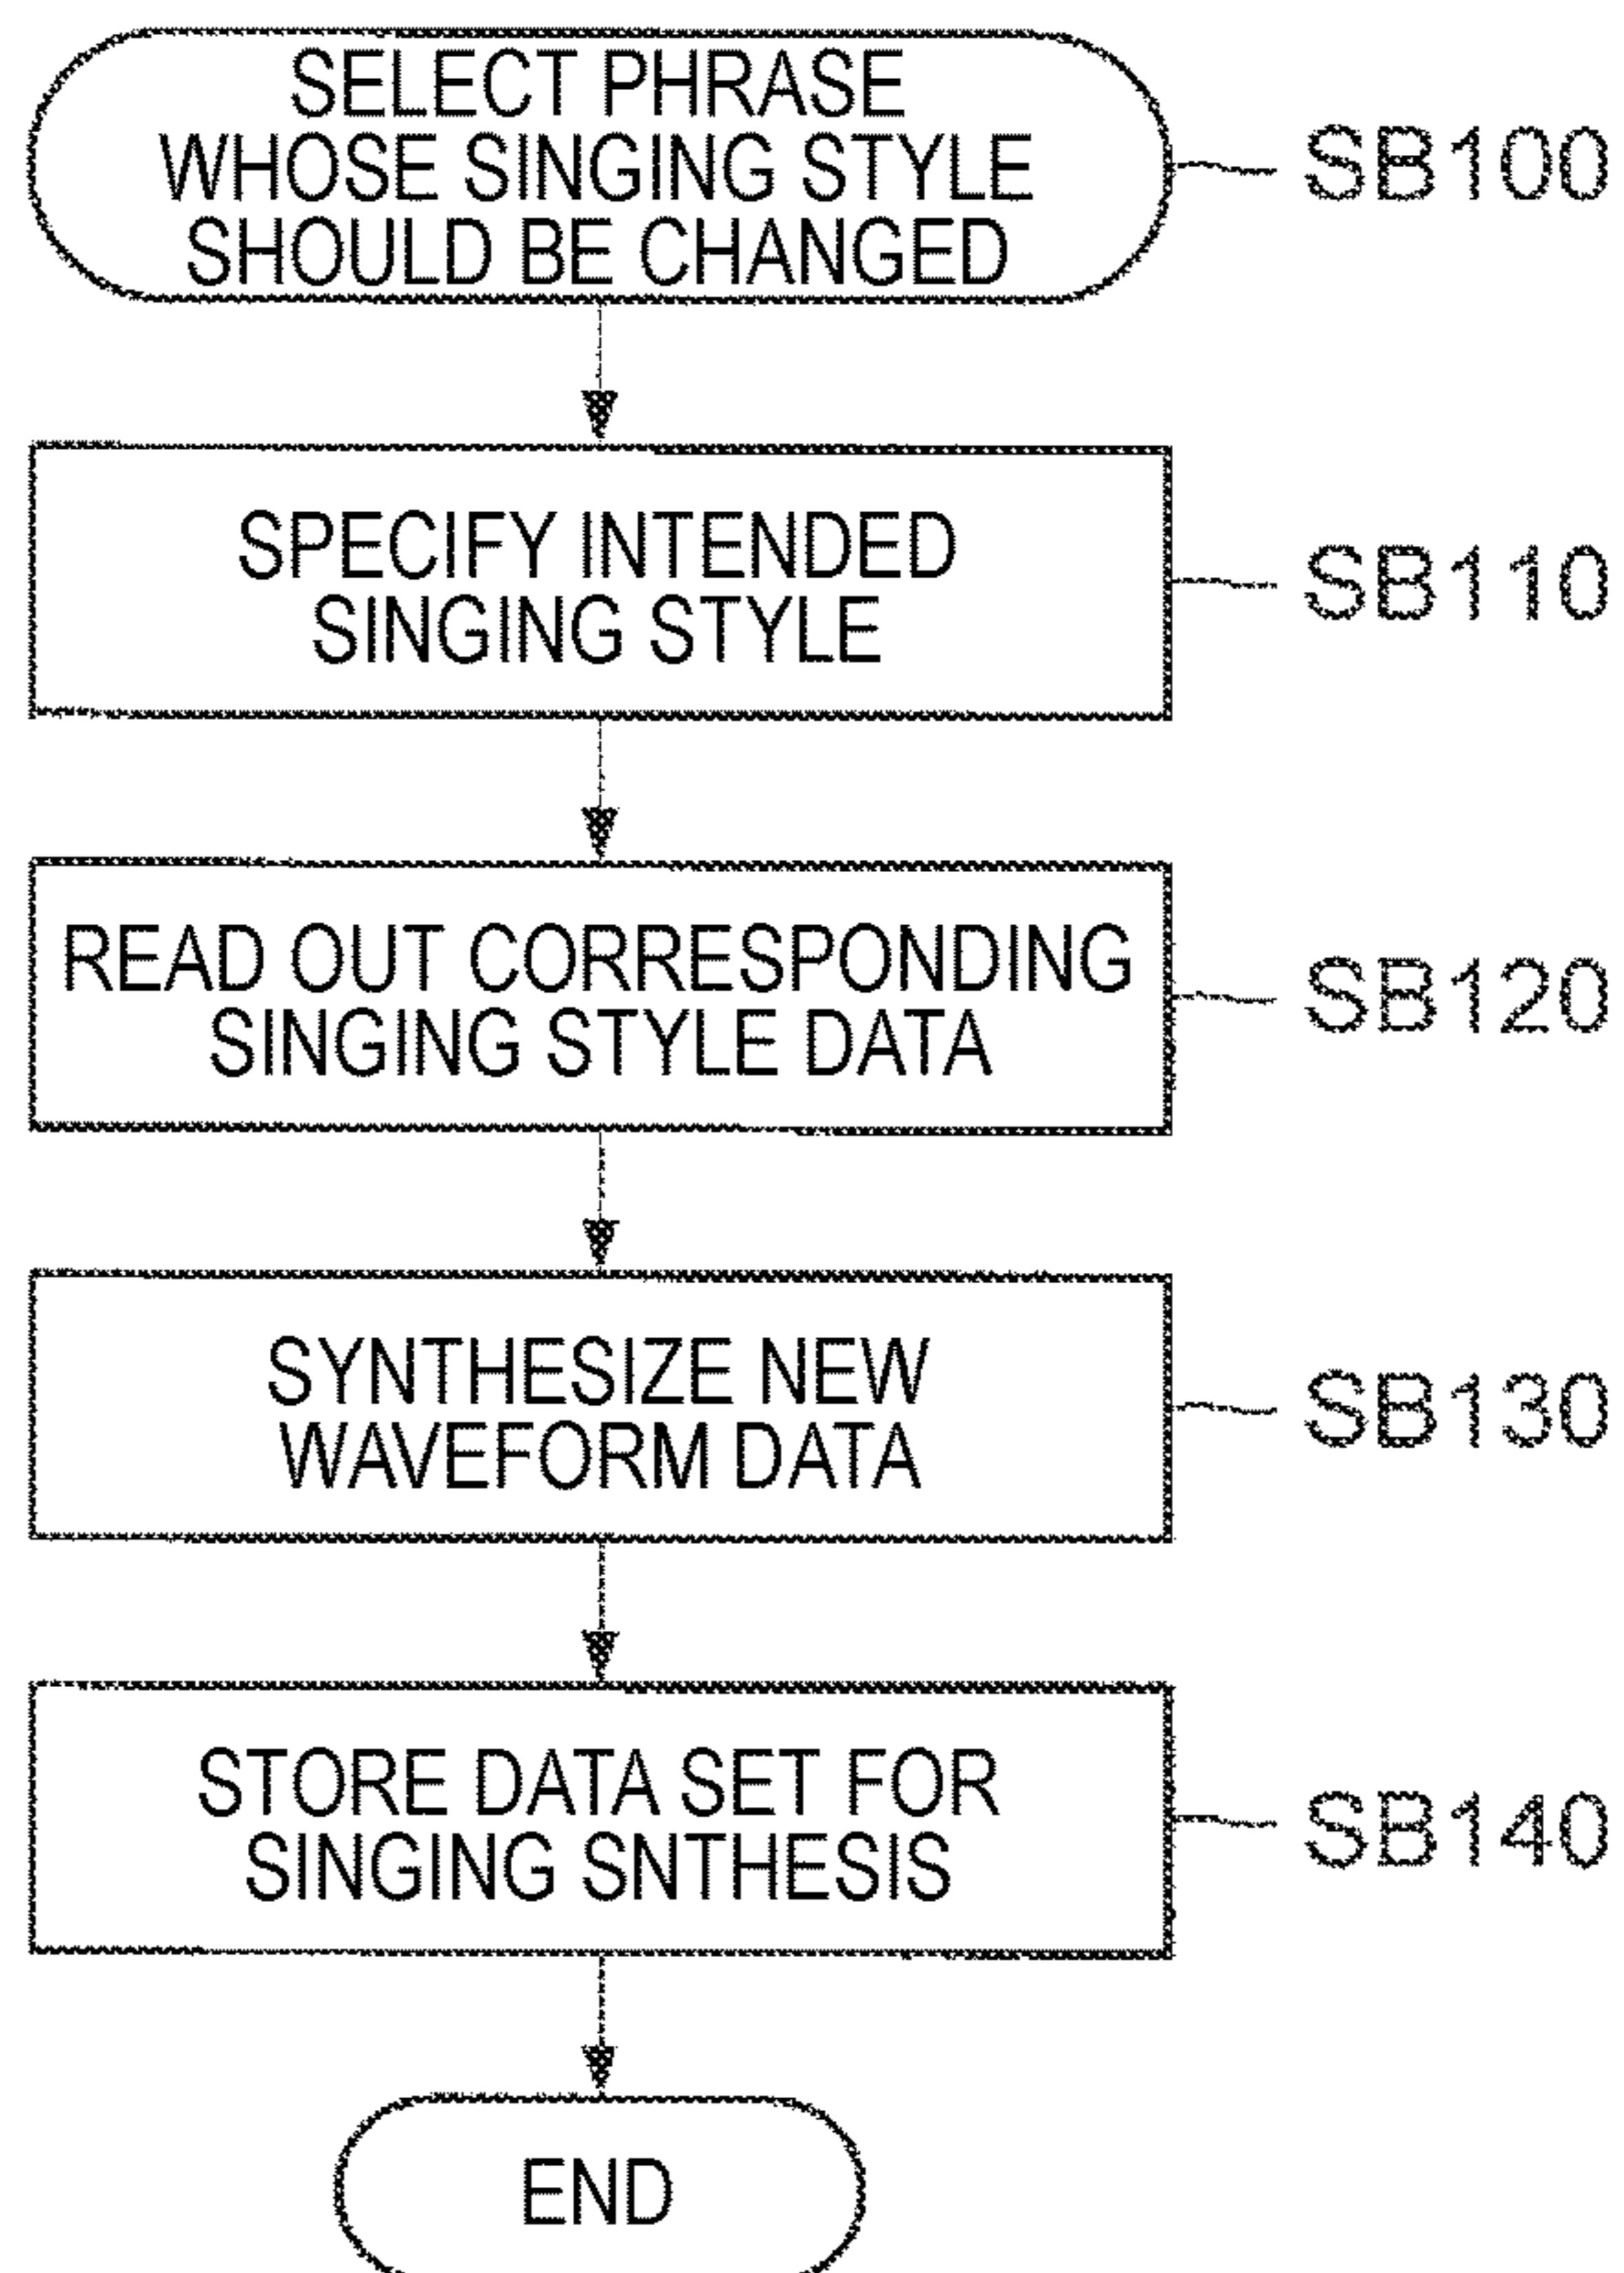 SELECT PHRASE
WHOSE SINGING STYLE
SHOULD BE CHANGED
SB100
SPECIFY INTENDED
SINGING STYLE
SB110
READ OUT CORRESPONDING
SINGING STYLE DATA
SB120
SYNTHESIZE NEW
WAVEFORM DATA
SB130
STORE DATA SET FOR
SINGING SNTHESIS
SB140
END